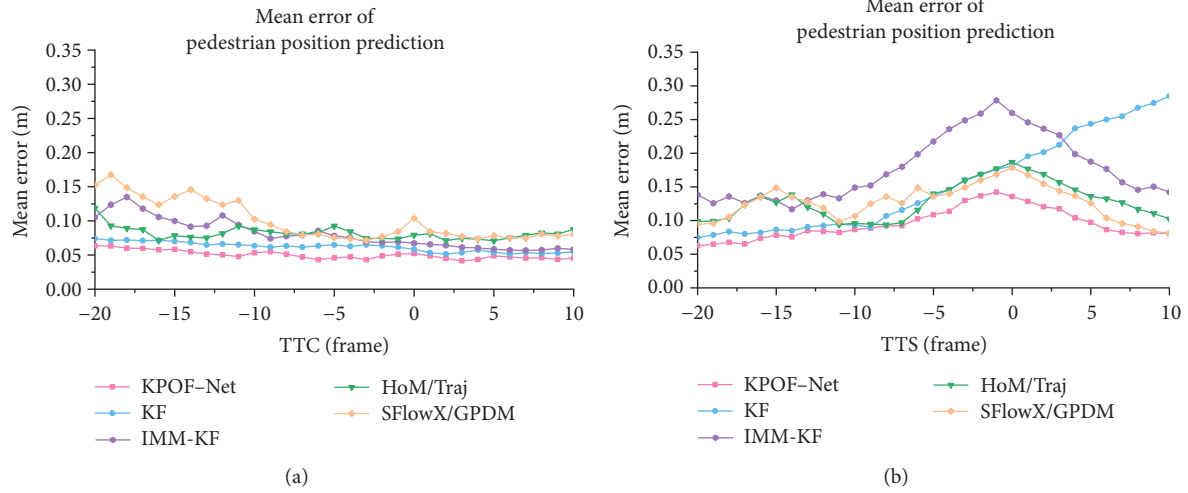 Mean error of
pedestrian position prediction
0.35
0.30
0.25
0.20
0.15
0.10
0.05
0.00
Mean error (m)
−20
−15
−10
−5
0
5
10
TTC (frame)
KPOF–Net
KF
IMM-KF
HoM/Traj
SFlowX/GPDM
(a)
Mean error of
pedestrian position prediction
0.35
0.30
0.25
0.20
0.15
0.10
0.05
0.00
Mean error (m)
−20
−15
−10
−5
0
5
10
TTS (frame)
KPOF–Net
KF
IMM-KF
HoM/Traj
SFlowX/GPDM
(b)